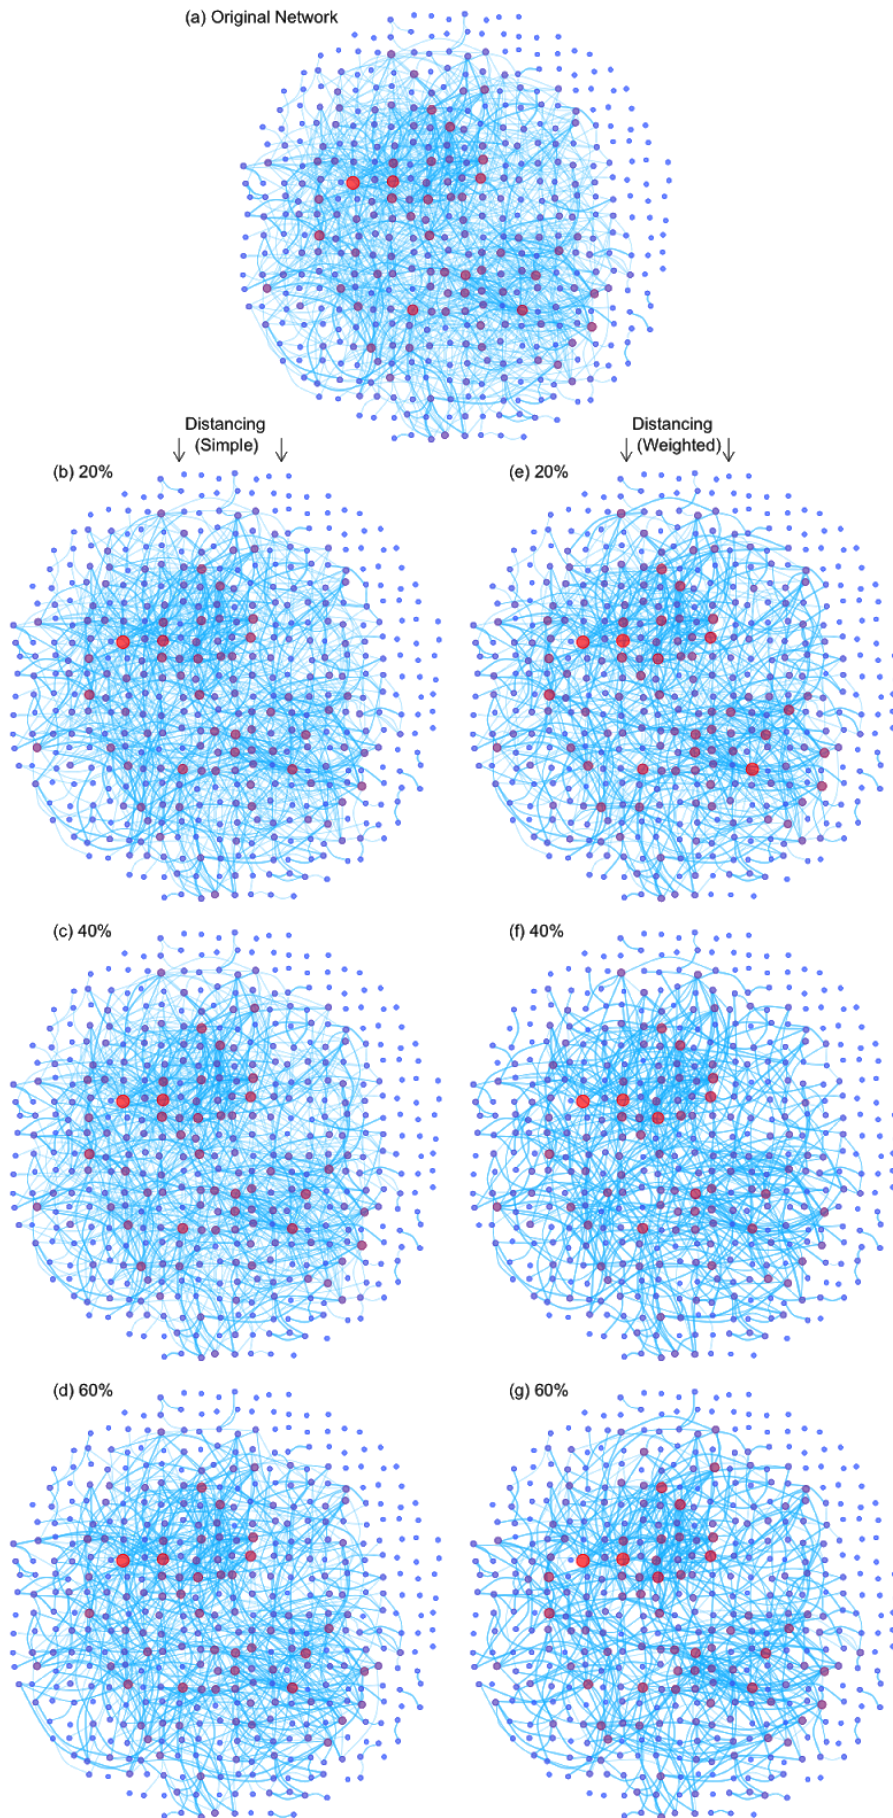 (a) Original Network
Distancing
(Simple)
Distancing
(Weighted)
(b) 20%
(e) 20%
(c) 40%
(f) 40%
(d) 60%
(g) 60%